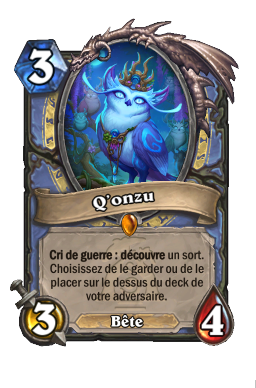 3
Q'onzu
Cri de guerre : découvre un sort.
Choisissez de le garder ou de le
placer sur le dessus du deck de
votre adversaire.
3
Bête
4